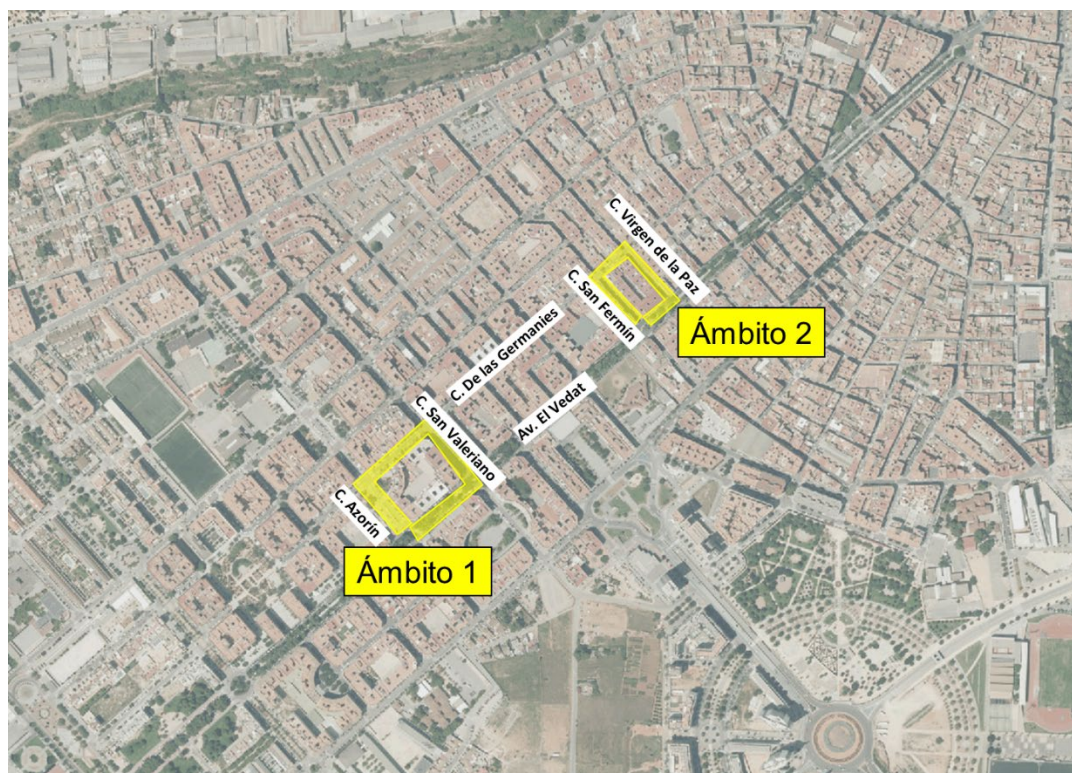 C. Virgen de la Paz
C. San Fermín
Ámbito 2
C. De las Germanies
Av. El Vedat
C. San Valeriano
C. Azorín
Ámbito 1